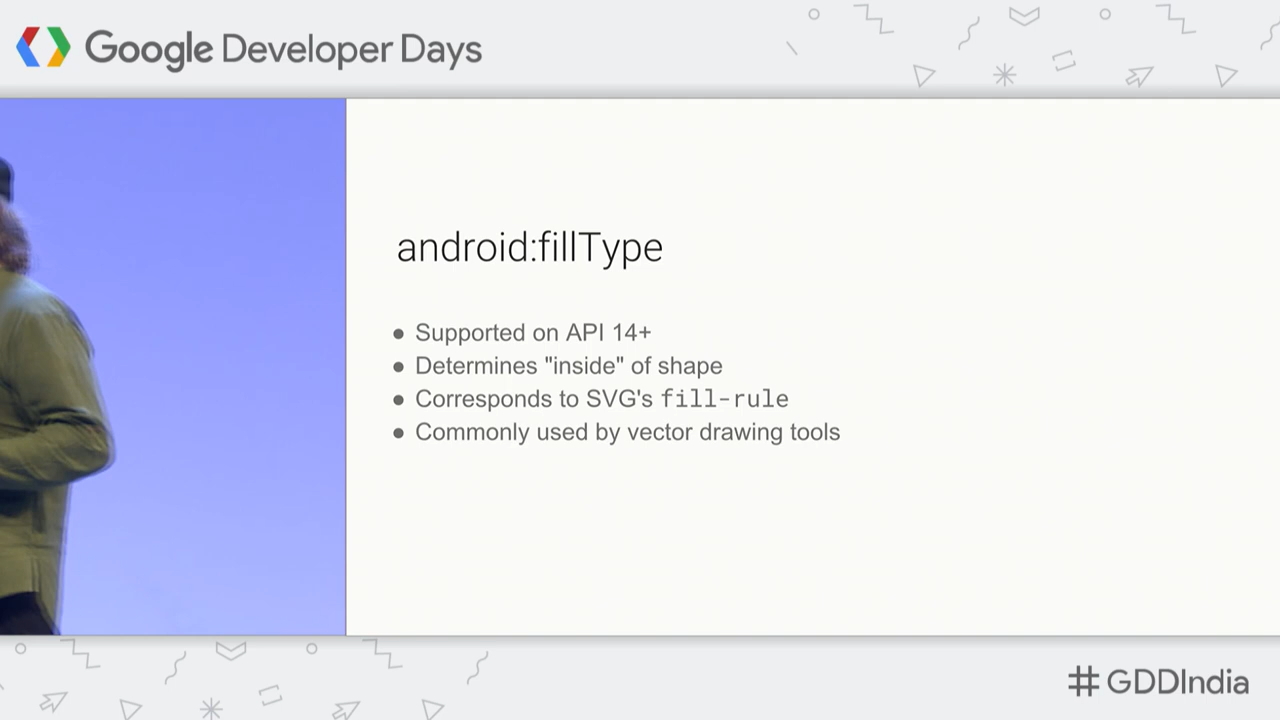 Google Developer Days
android:fillType
● Supported on API 14+
● Determines "inside" of shape
● Corresponds to SVG's fill-rule
● Commonly used by vector drawing tools
#GDDIndia